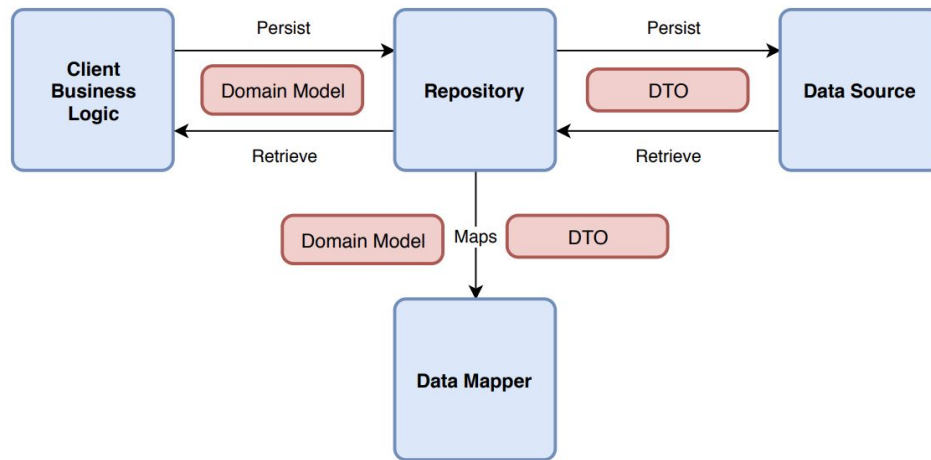 Persist
Persist
Client
Business
Logic
Domain Model
Repository
DTO
Data Source
Retrieve
Retrieve
Domain Model
Maps
DTO
Data Mapper